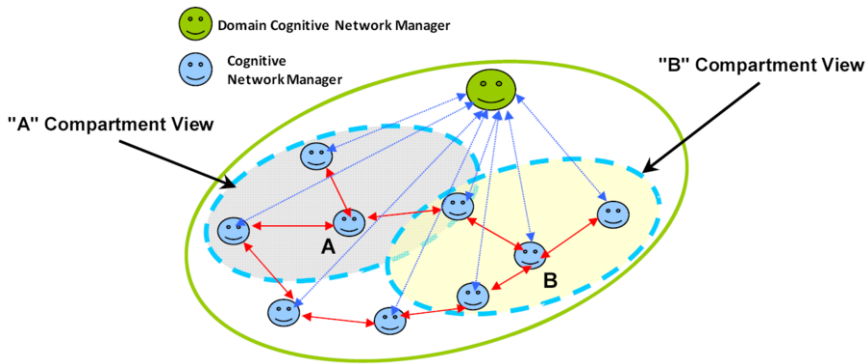 Domain Cognitive Network Manager
Cognitive
Network Manager
"A" Compartment View
"B" Compartment View
A
B